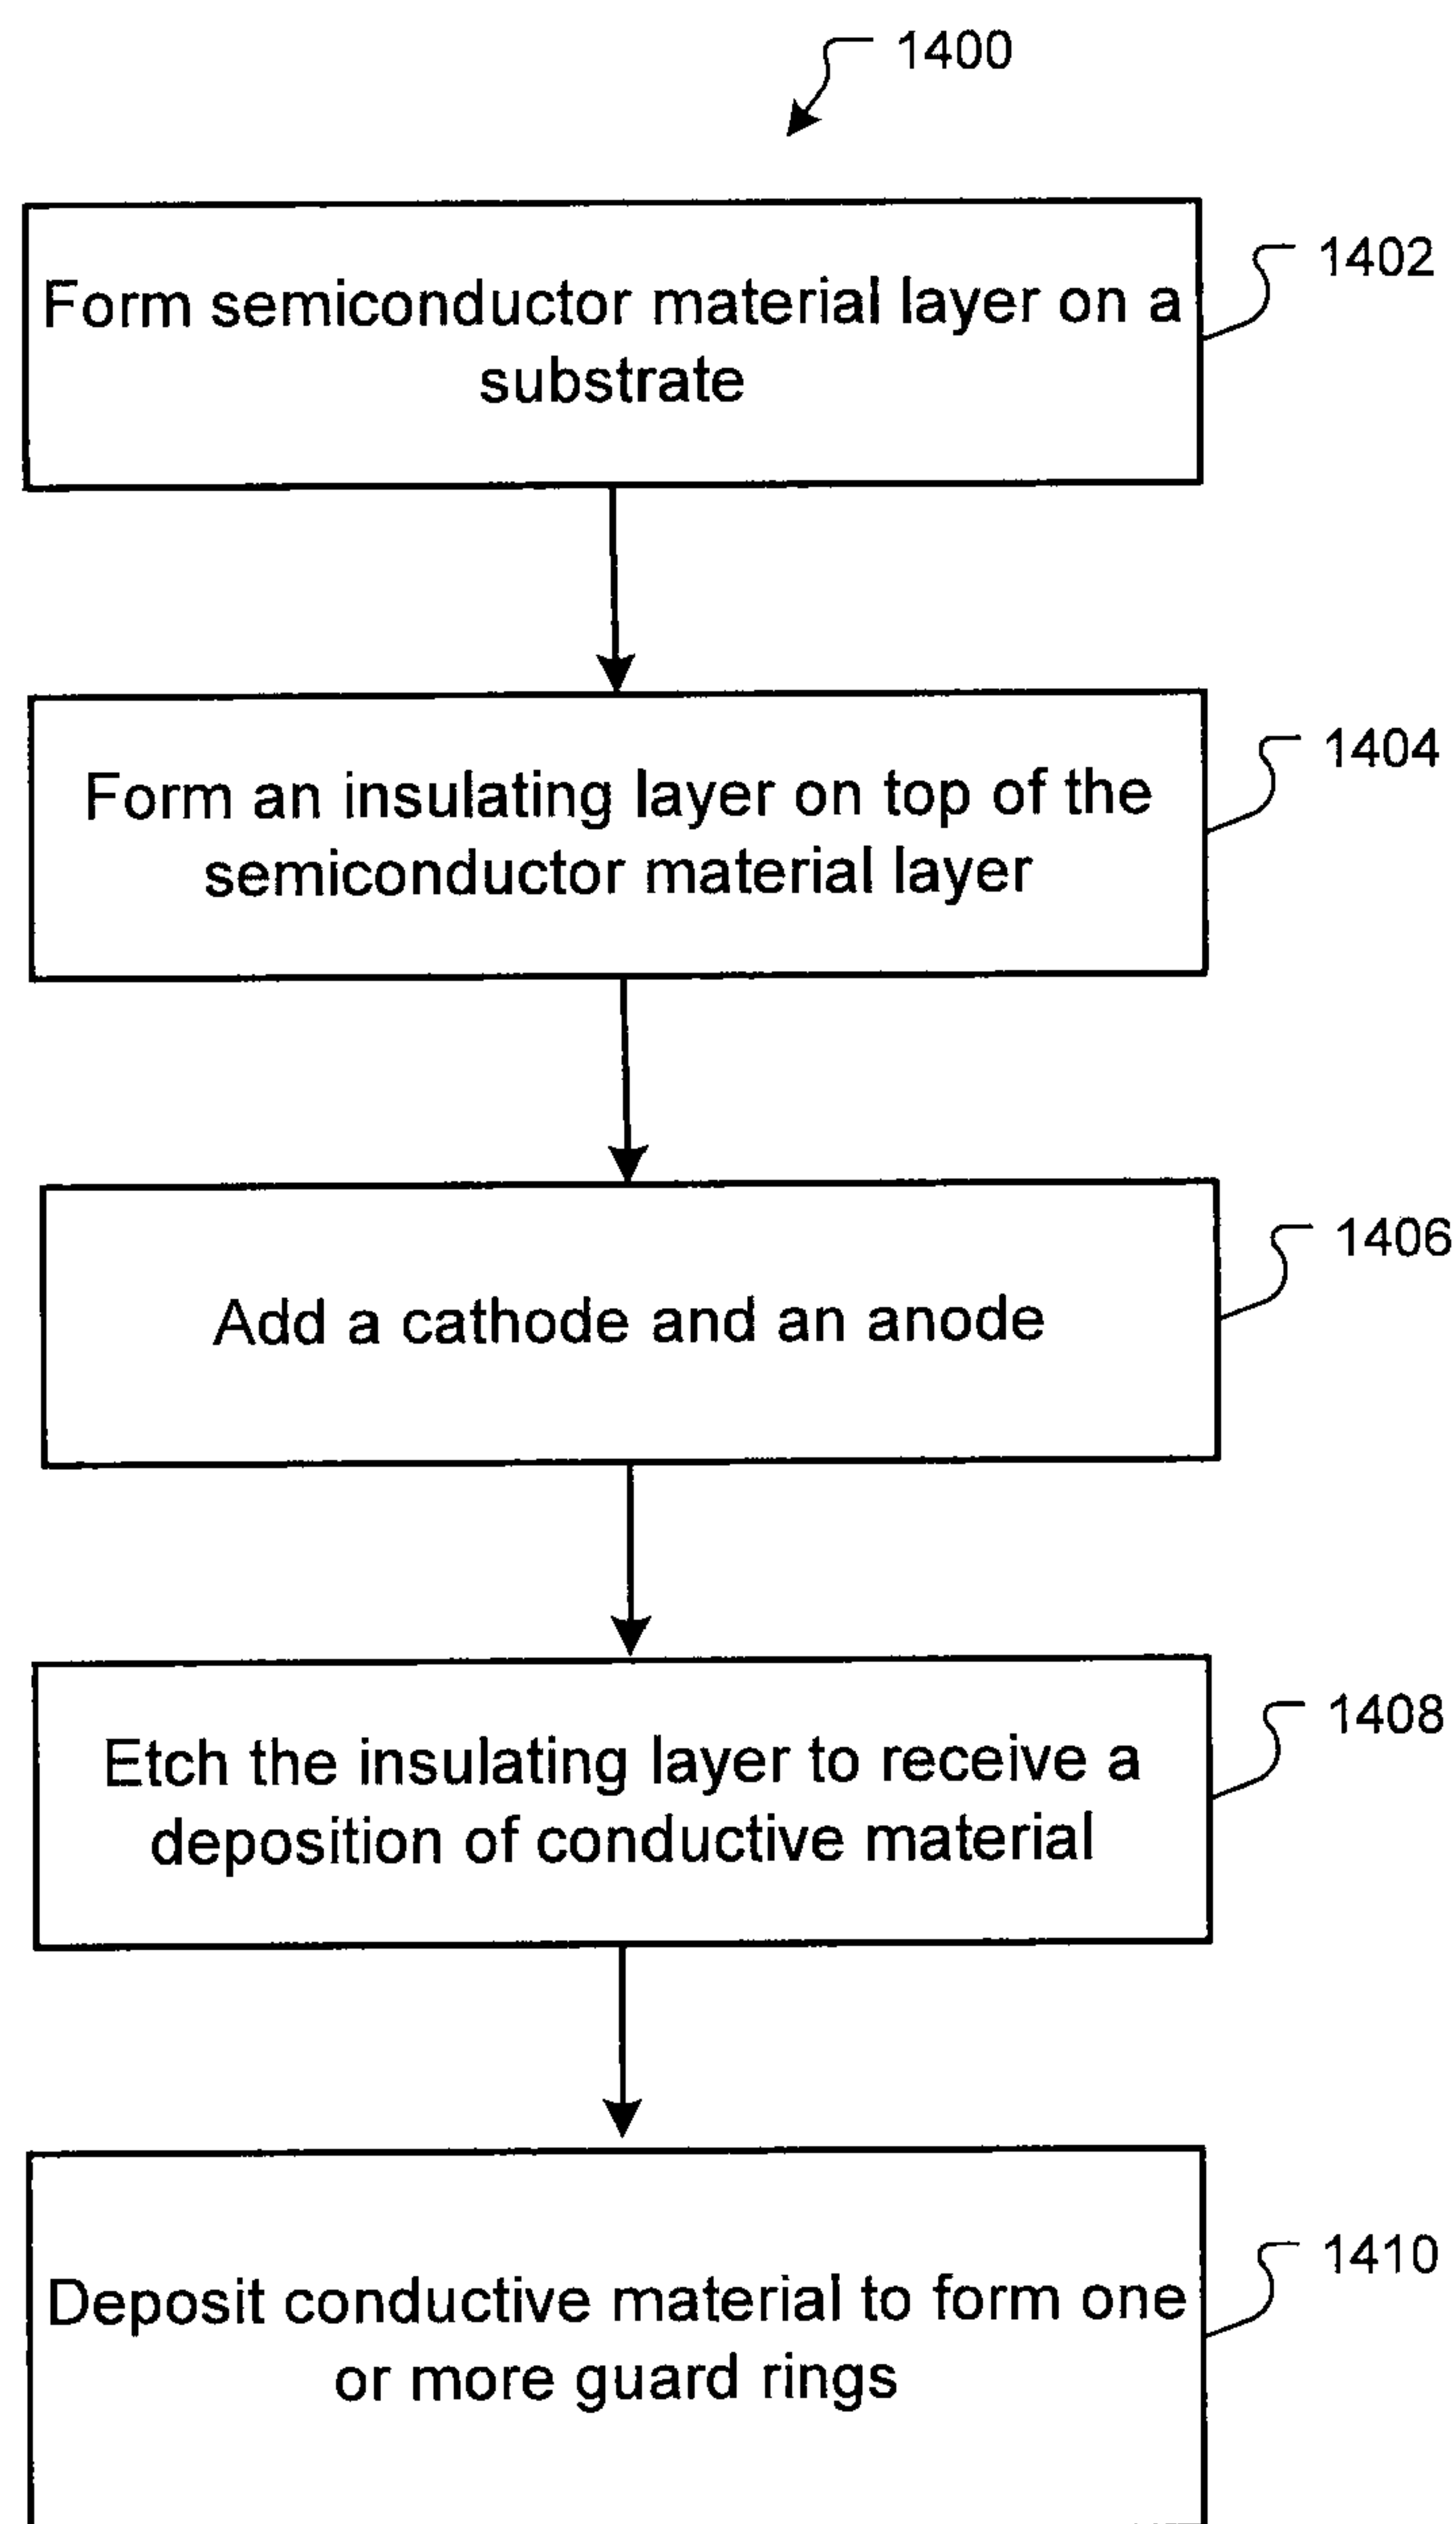 1400
Form semiconductor material layer on a
substrate
1402
Form an insulating layer on top of the
semiconductor material layer
1404
Add a cathode and an anode
1406
Etch the insulating layer to receive a
deposition of conductive material
1408
Deposit conductive material to form one
or more guard rings
1410